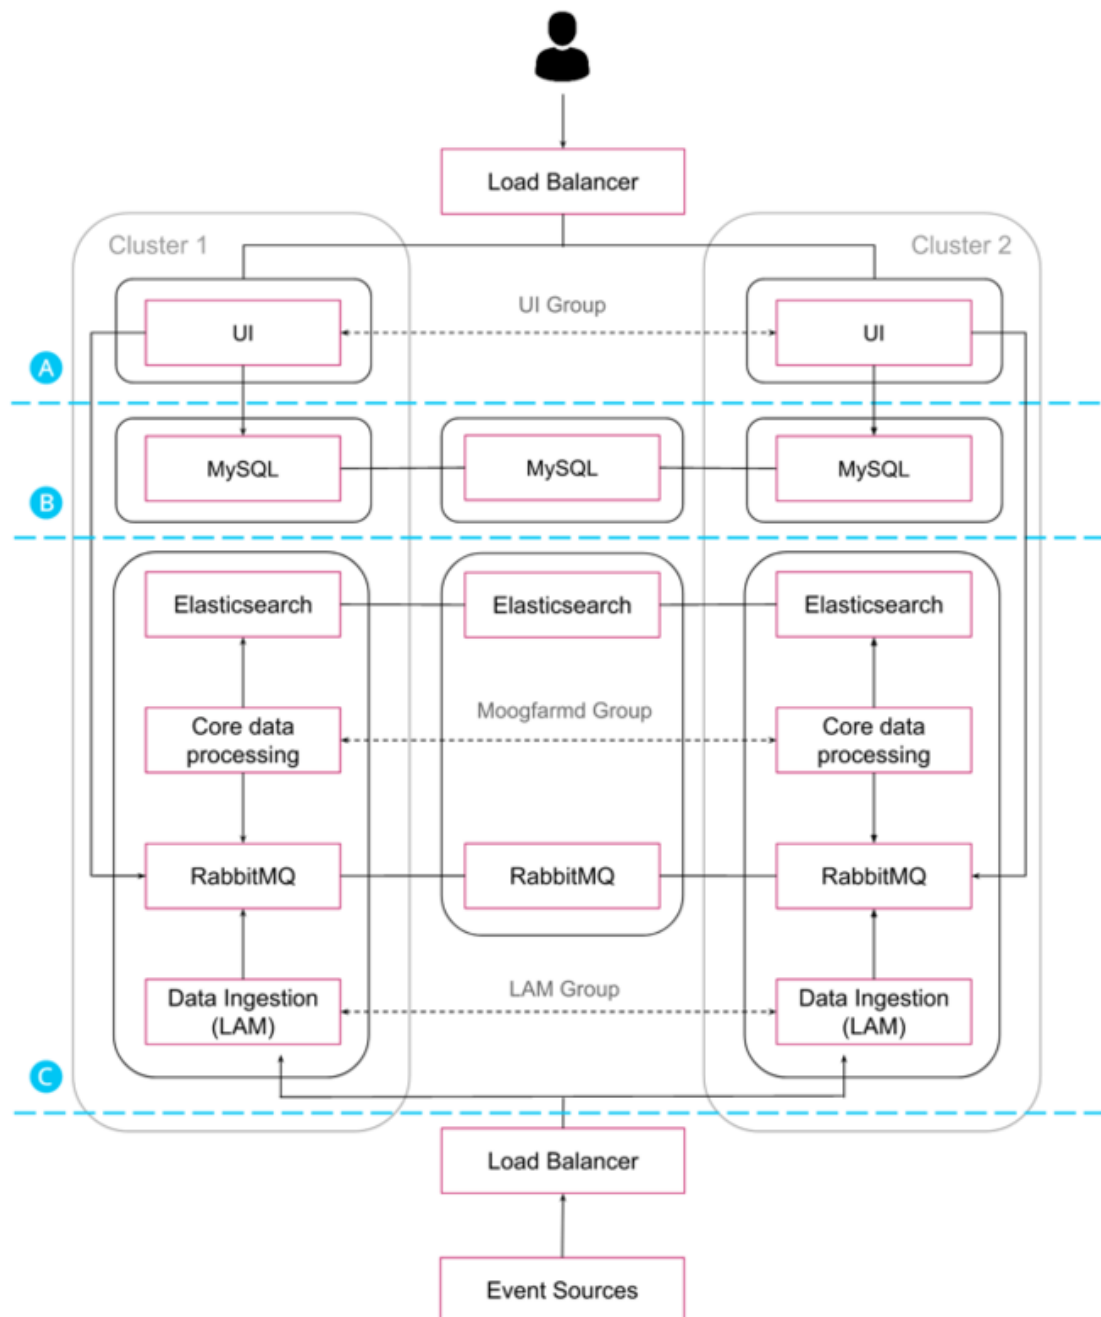 Load Balancer
Cluster 1
Cluster 2
UI Group
UI
UI
A
MySQL
MySQL
MySQL
B
Elasticsearch
Elasticsearch
Elasticsearch
Moogfarmd Group
Core data
processing
Core data
processing
RabbitMQ
RabbitMQ
RabbitMQ
LAM Group
Data Ingestion
(LAM)
Data Ingestion
(LAM)
C
Load Balancer
Event Sources